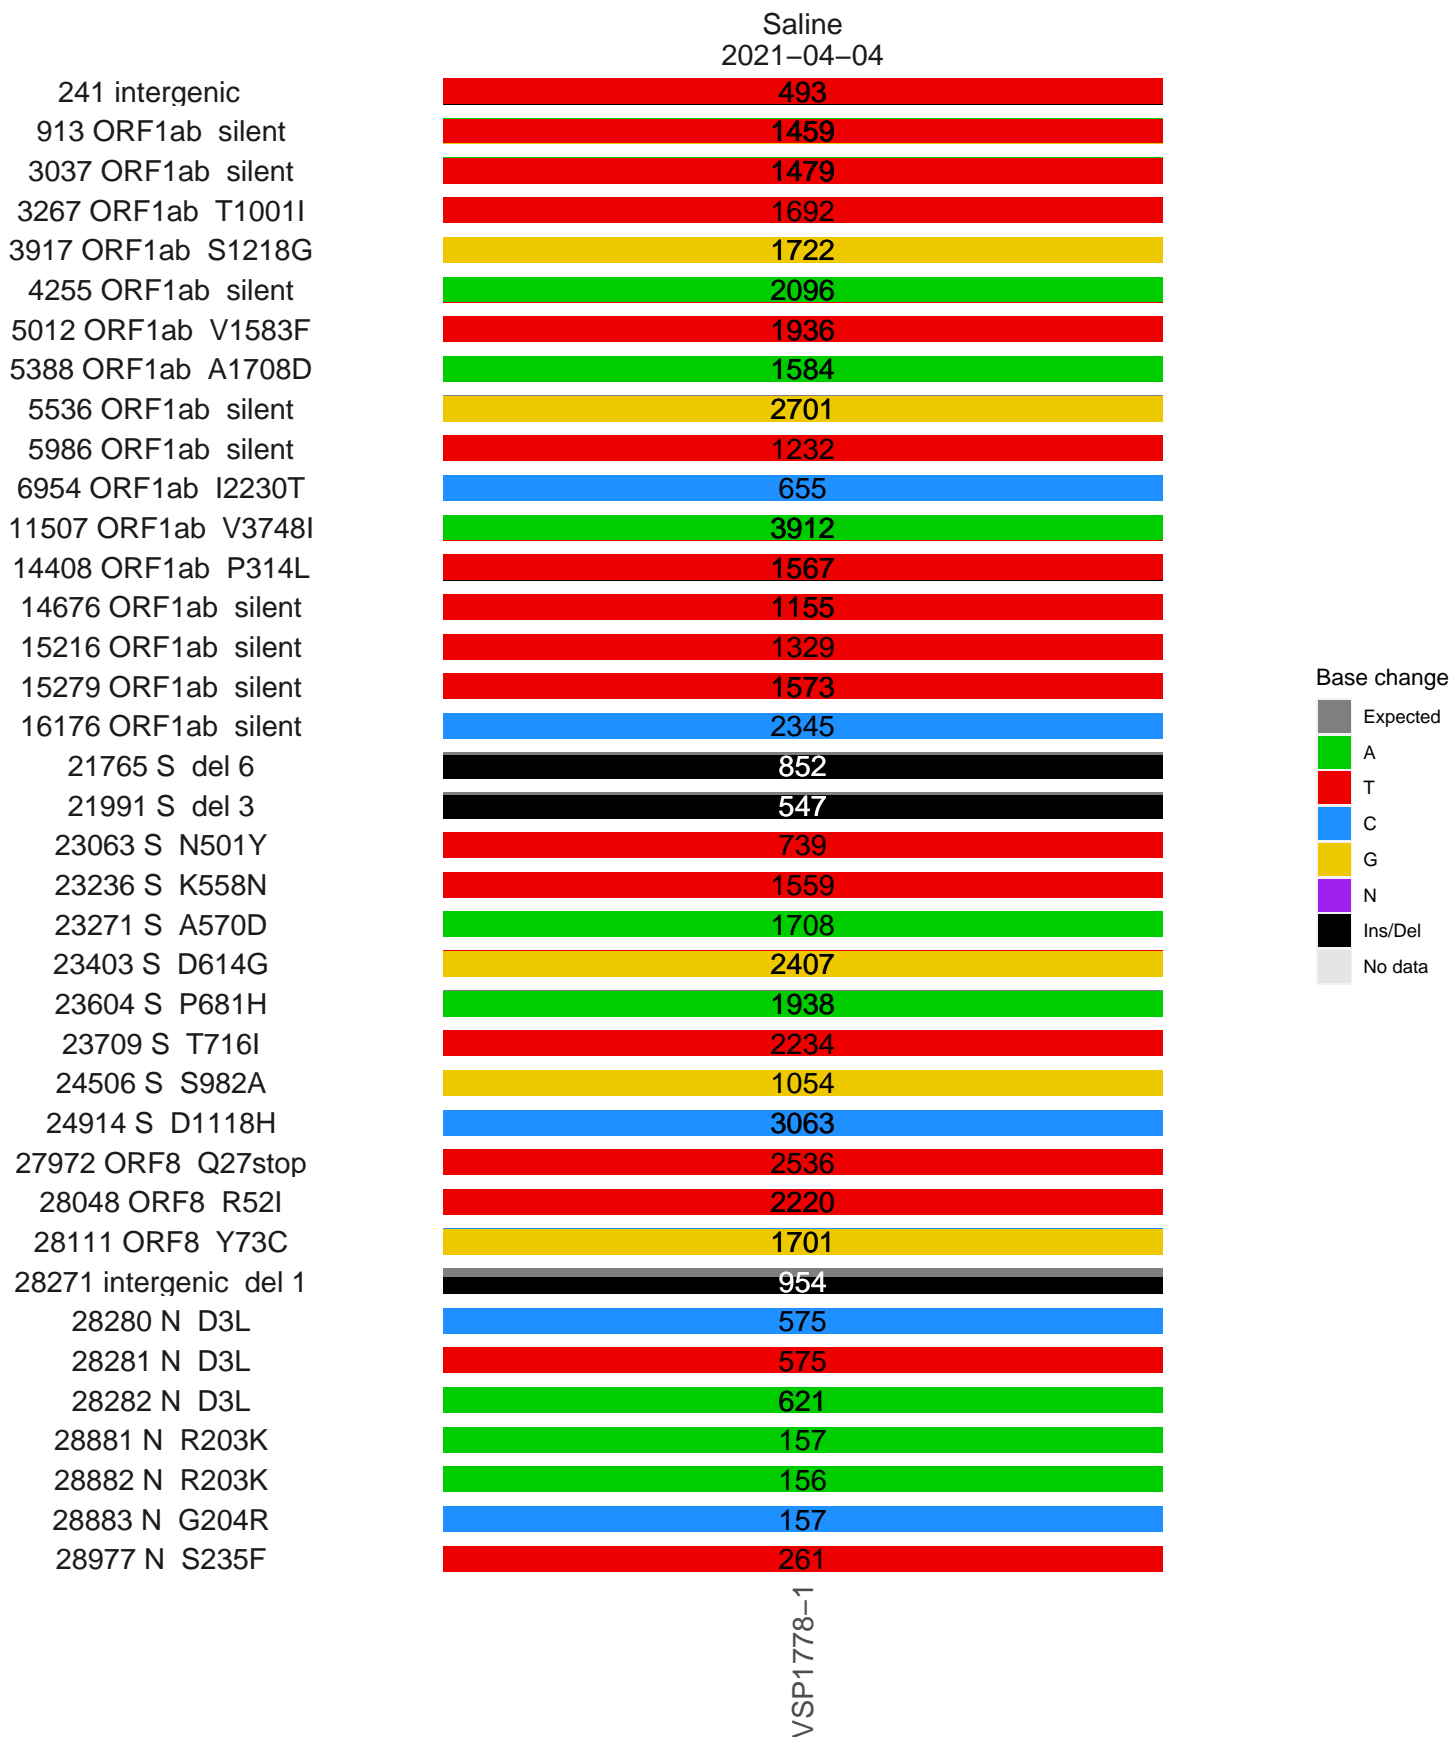 Saline
2021−04−04
241 intergenic 493
913 ORF1ab silent 1459
3037 ORF1ab silent 1479
3267 ORF1ab T1001I 1692
3917 ORF1ab S1218G 1722
4255 ORF1ab silent 2096
5012 ORF1ab V1583F 1936
5388 ORF1ab A1708D 1584
5536 ORF1ab silent 2701
5986 ORF1ab silent 1232
6954 ORF1ab I2230T 655
11507 ORF1ab V3748I 3912
14408 ORF1ab P314L 1567
14676 ORF1ab silent 1155
15216 ORF1ab silent 1329
15279 ORF1ab silent 1573
16176 ORF1ab silent 2345
21765 S del 6 852
21991 S del 3 547
23063 S N501Y 739
23236 S K558N 1559
23271 S A570D 1708
23403 S D614G 2407
23604 S P681H 1938
23709 S T716I 2234
24506 S S982A 1054
24914 S D1118H 3063
27972 ORF8 Q27stop 2536
28048 ORF8 R52I 2220
28111 ORF8 Y73C 1701
28271 intergenic del 1 954
28280 N D3L 575
28281 N D3L 575
28282 N D3L 621
28881 N R203K 157
28882 N R203K 156
28883 N G204R 157
28977 N S235F 261
VSP1778−1
Base change
Expected
A
T
C
G
N
Ins/Del
No data